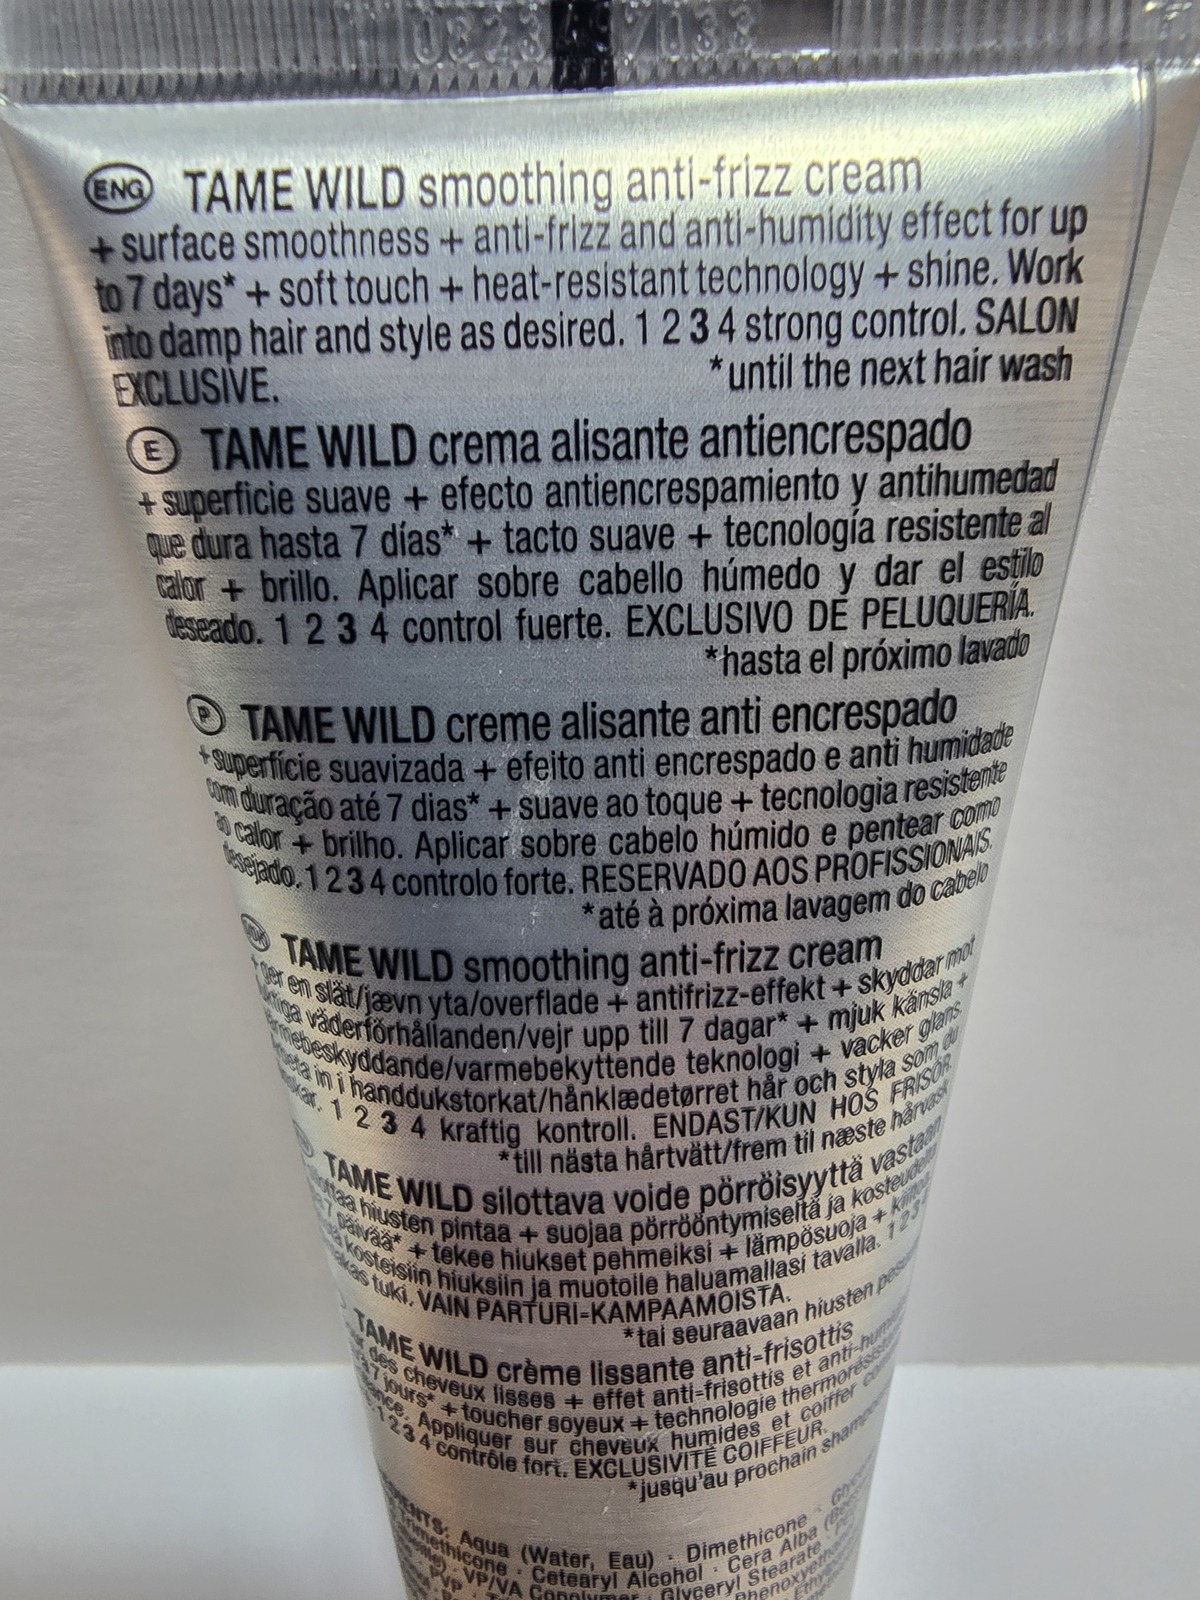 ENG TAME WILD smoothing anti-frizz cream
+ surface smoothness + anti-frizz and anti-humidity effect for up
to 7 days* + soft touch + heat-resistant technology + shine. Work
into damp hair and style as desired. 1 2 3 4 strong control. SALON
EXCLUSIVE. *until the next hair wash
E TAME WILD crema alisante antiencrespado
+ superficie suave + efecto antiencrespamiento y antihumedad
que dura hasta 7 días* + tacto suave + tecnología resistente al
calor + brillo. Aplicar sobre cabello húmedo y dar el estilo
deseado. 1 2 3 4 control fuerte. EXCLUSIVO DE PELUQUERÍA.
*hasta el próximo lavado
P TAME WILD creme alisante anti encrespado
+ superfície suavizada + efeito anti encrespado e anti humidade
com duração até 7 dias* + suave ao toque + tecnologia resistente
ao calor + brilho. Aplicar sobre cabelo húmido e pentear como
desejado. 1 2 3 4 controlo forte. RESERVADO AOS PROFISSIONAIS.
*até à próxima lavagem do cabelo
TAME WILD smoothing anti-frizz cream
+ ger en slät/jævn yta/overflade + antifrizz-effekt + skyddar mot
väderförhållanden/vejr upp till 7 dagar* + mjuk känsla +
teknologi + vacker glans.
in i handdukstorkat/hånklædetørret hår och styla som du
1 2 3 4 kraftig kontroll. ENDAST/KUN HOS FRISÖR.
*till nästa hårtvätt/frem til næste hårvask
TAME WILD silottava voide pörröisyyttä vastaan
hiusten pintaa + suojaa pörrööntymiseltä ja kosteudelta
7 päivää* + tekee hiukset pehmeiksi + lämpösuoja +
kosteisiin hiuksiin ja muotoile haluamallasi tavalla. 1 2 3
tuki. VAIN PARTURI-KAMPAAMOISTA.
*tai seuraavaan hiusten
TAME WILD crème lissante anti-frisottis
des cheveux lisses + effet anti-frisottis et
7 jours* + toucher soyeux + technologie
Appliquer sur cheveux humides et coiffer
1 2 3 4 contrôle fort. EXCLUSIVITÉ COIFFEUR.
*jusqu'au prochain
Aqua (Water, Eau) · Dimethicone ·
Cetearyl Alcohol · Cera Alba
VP/VA Copolymer · Glyceryl Stearate
PVP